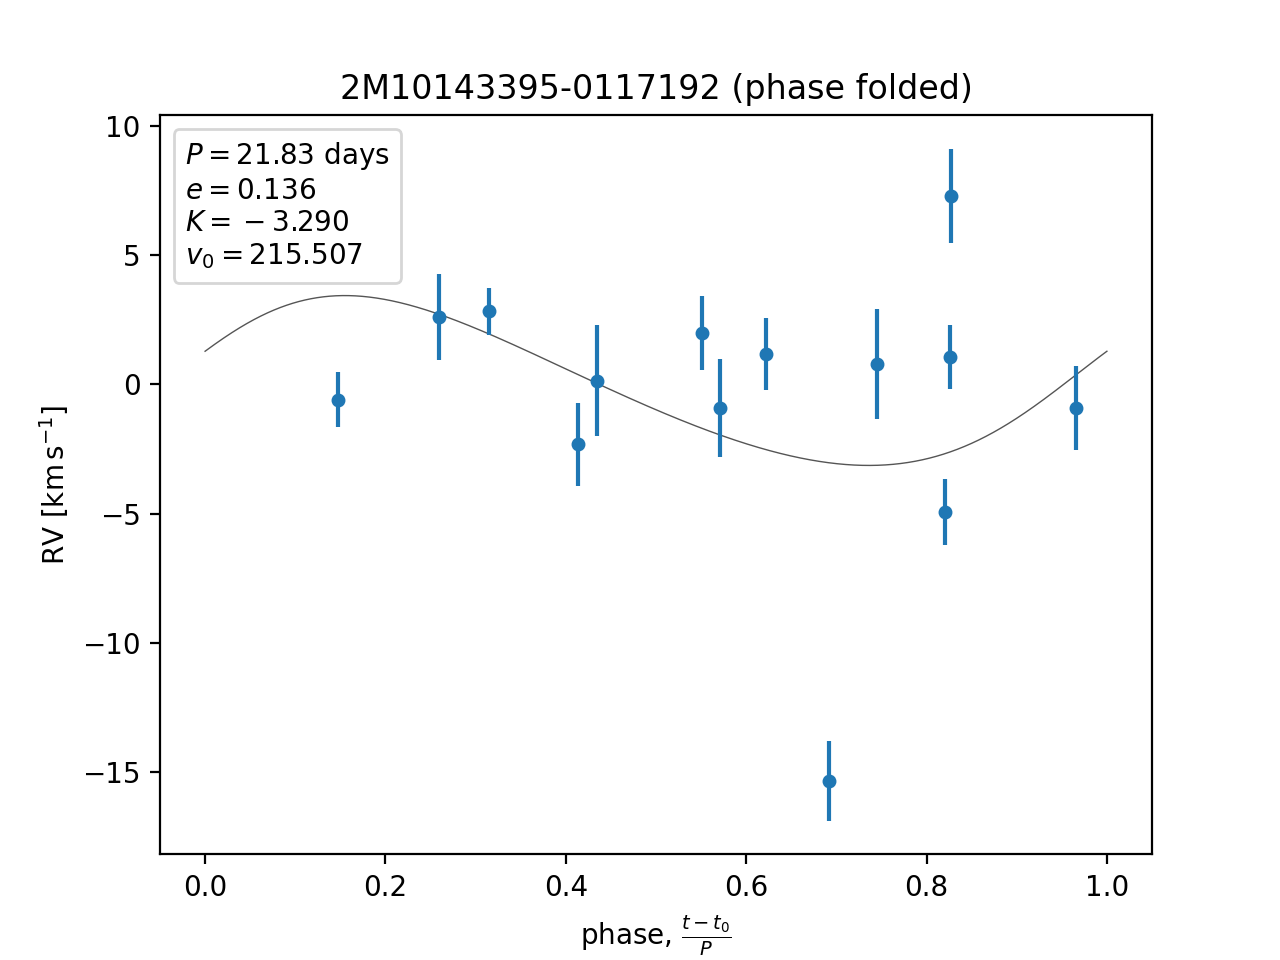 2M10143395-0117192 (phase folded)
P = 21.83 days
e = 0.136
K = −3.290
v₀ = 215.507
10
5
0
−5
−10
−15
RV [km s⁻¹]
0.0 0.2 0.4 0.6 0.8 1.0
phase, (t − t₀)/P